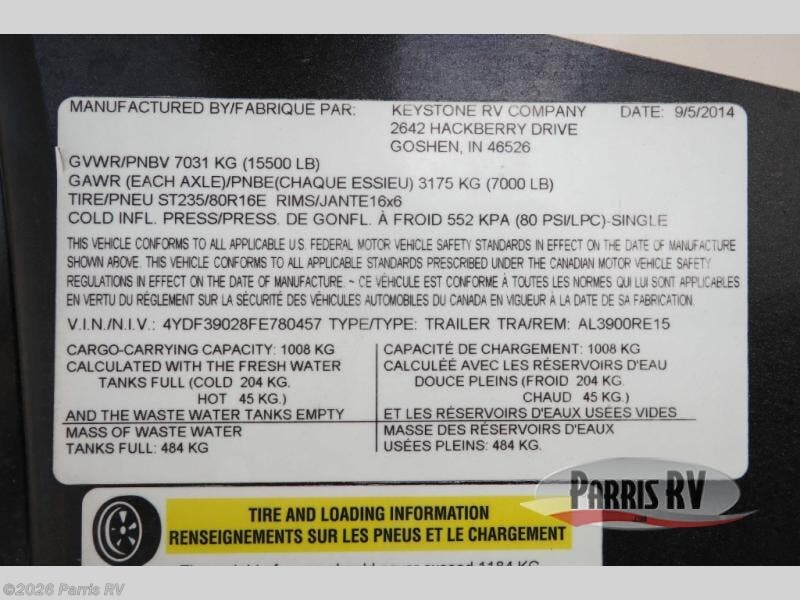 MANUFACTURED BY/FABRIQUÉ PAR: KEYSTONE RV COMPANY DATE: 9/5/2014
2642 HACKBERRY DRIVE
GOSHEN, IN 46526
GVWR/PNBV 7031 KG (15500 LB)
GAWR (EACH AXLE)/PNBE(CHAQUE ESSIEU) 3175 KG (7000 LB)
TIRE/PNEU ST235/80R16E RIMS/JANTE16x6
COLD INFL. PRESS/PRESS. DE GONFL. À FROID 552 KPA (80 PSI/LPC)-SINGLE
THIS VEHICLE CONFORMS TO ALL APPLICABLE U.S. FEDERAL MOTOR VEHICLE SAFETY STANDARDS IN EFFECT ON THE DATE OF MANUFACTURE
SHOWN ABOVE. THIS VEHICLE CONFORMS TO ALL APPLICABLE STANDARDS PRESCRIBED UNDER THE CANADIAN MOTOR VEHICLE SAFETY
REGULATIONS IN EFFECT ON THE DATE OF MANUFACTURE. ~ CE VÉHICULE EST CONFORME À TOUTES LES NORMES QUI LUI SONT APPLICABLES
EN VERTU DU RÉGLEMENT SUR LA SÉCURITÉ DES VÉHICULES AUTOMOBILES DU CANADA EN VIGUEUR À LA DATE DE SA FABRICATION.
V.I.N./N.I.V.: 4YDF39028FE780457 TYPE/TYPE: TRAILER TRA/REM: AL3900RE15
CARGO-CARRYING CAPACITY: 1008 KG
CALCULATED WITH THE FRESH WATER
TANKS FULL (COLD 204 KG.
HOT 45 KG.)
AND THE WASTE WATER TANKS EMPTY
MASS OF WASTE WATER
TANKS FULL: 484 KG
CAPACITÉ DE CHARGEMENT: 1008 KG
CALCULÉE AVEC LES RÉSERVOIRS D'EAU
DOUCE PLEINS (FROID 204 KG.
CHAUD 45 KG.)
ET LES RÉSERVOIRS D'EAUX USÉES VIDES
MASSE DES RÉSERVOIRS D'EAUX
USÉES PLEINS: 484 KG.
PARRIS RV
TIRE AND LOADING INFORMATION
RENSEIGNEMENTS SUR LES PNEUS ET LE CHARGEMENT
©2026 Parris RV